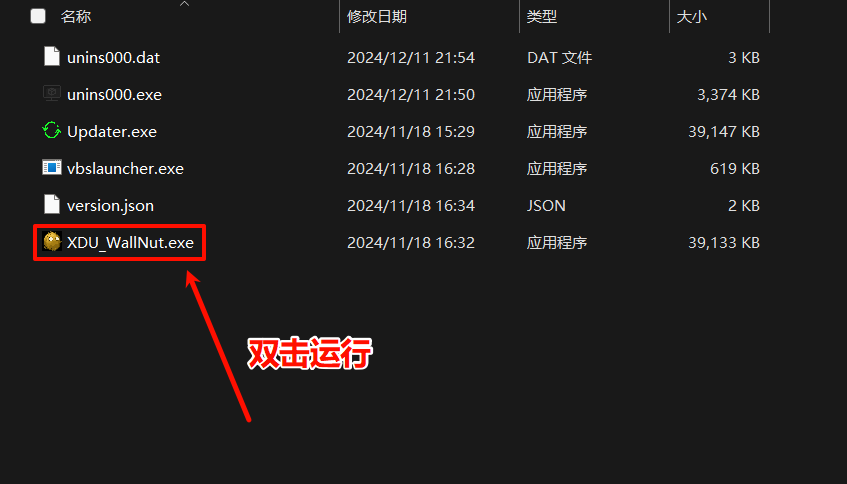 名称 修改日期 类型 大小
unins000.dat 2024/12/11 21:54 DAT 文件 3 KB
unins000.exe 2024/12/11 21:50 应用程序 3,374 KB
Updater.exe 2024/11/18 15:29 应用程序 39,147 KB
vbslauncher.exe 2024/11/18 16:28 应用程序 619 KB
version.json 2024/11/18 16:34 JSON 2 KB
XDU_WallNut.exe 2024/11/18 16:32 应用程序 39,133 KB
双击运行